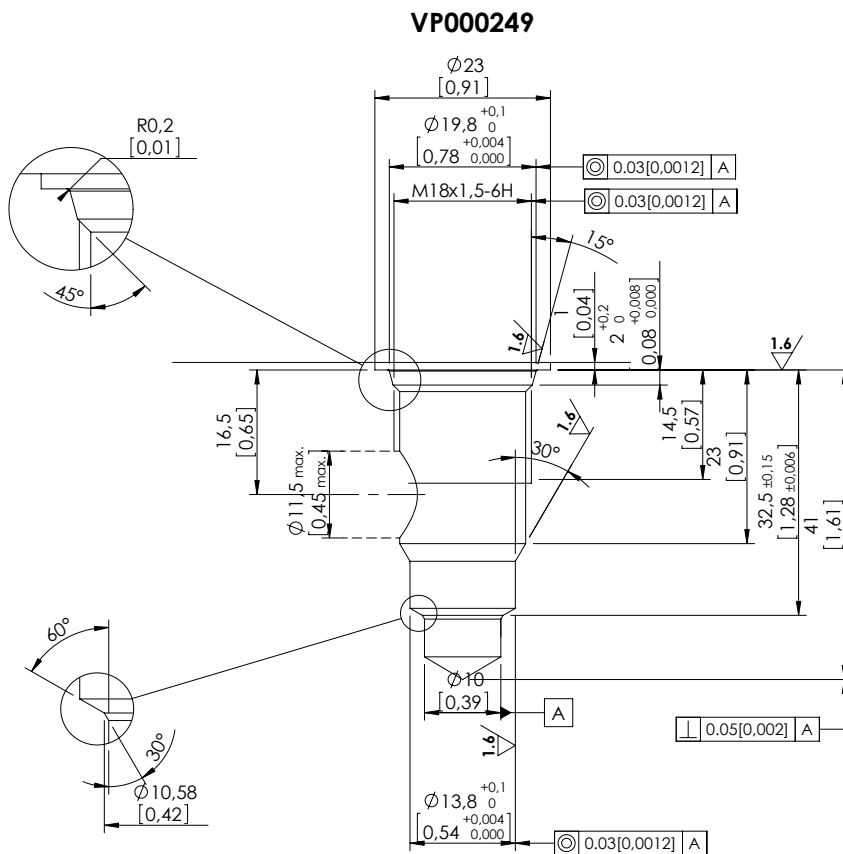 VP000249
Ø23
[0,91]
R0,2
[0,01]
Ø19,8 +0,1 0
[0,78 +0,004 0,000]
◎ 0.03[0,0012] A
M18x1,5-6H
◎ 0.03[0,0012] A
15°
45°
1
[0,04]
2 +0,2 0
0,08 +0,008 0,000
1.6
1.6
16,5
[0,65]
1.6
30°
14,5
[0,57]
23
[0,91]
32,5 ±0,15
[1,28 ±0,006]
41
[1,61]
Ø11,5 max.
[0,45 max.]
60°
Ø10
[0,39]
A
⊥ 0.05[0,002] A
1.6
30°
Ø10,58
[0,42]
Ø13,8 +0,1 0
[0,54 +0,004 0,000]
◎ 0.03[0,0012] A